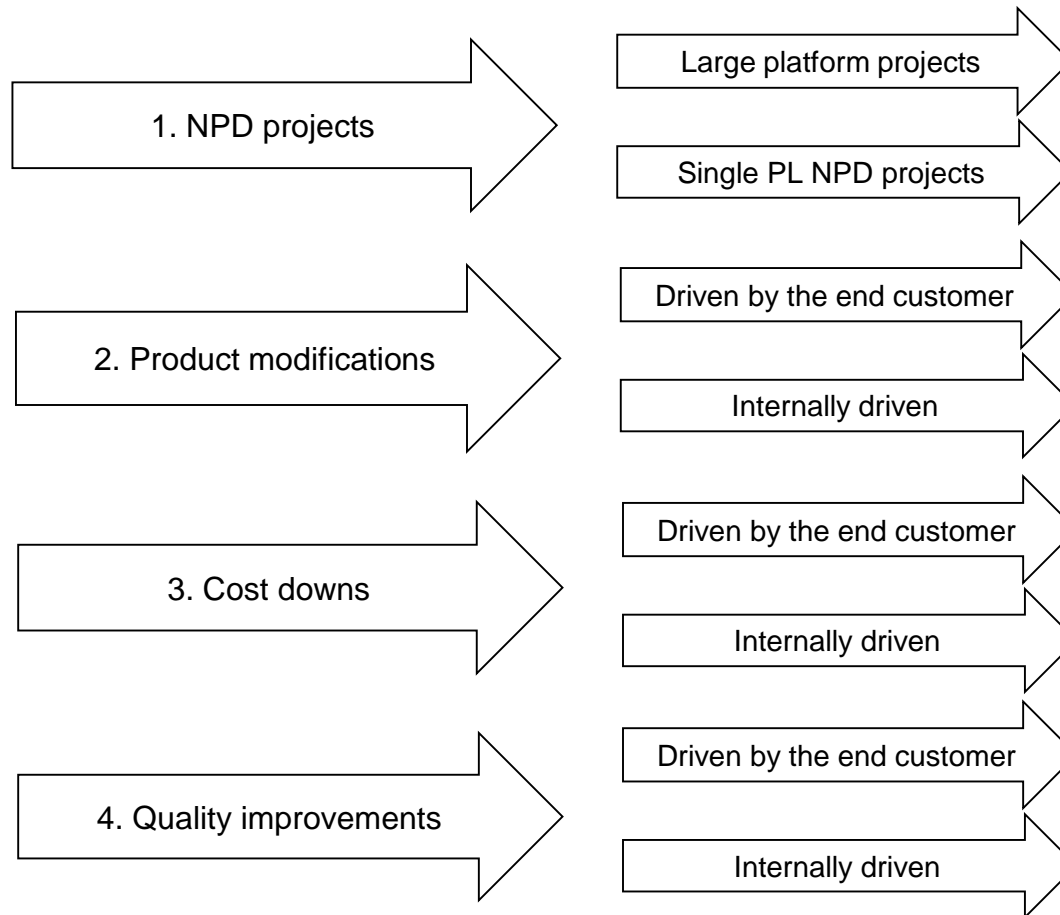 1. NPD projects
Large platform projects
Single PL NPD projects
2. Product modifications
Driven by the end customer
Internally driven
3. Cost downs
Driven by the end customer
Internally driven
4. Quality improvements
Driven by the end customer
Internally driven